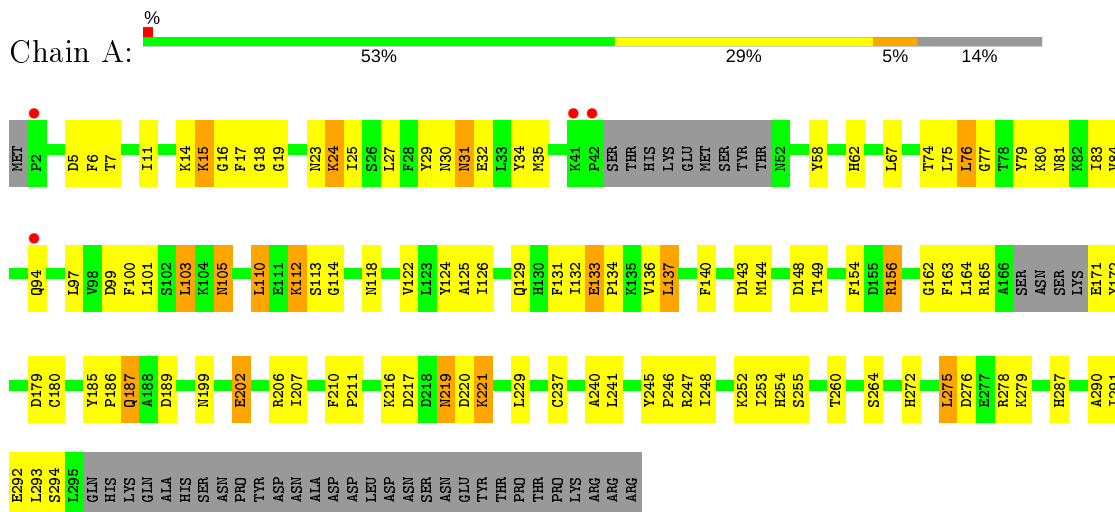 %
Chain A:
53% 29% 5% 14%
MET P2 D5 F6 T7 I11 K14 K15 G16 F17 G18 G19 N23 K24 I25 S26 L27 F28 Y29 N30 N31 E32 L33 Y34 M35 K41 P42 SER THR HIS LYS GLU MET SER TYR THR N52 Y58 H62 L67 T74 L75 L76 G77 T78 Y79 K80 N81 K82 I83
Q94 L97 V98 D99 F100 L101 S102 L103 K104 N105 L110 E111 K112 S113 G114 N118 V122 L123 Y124 A125 I126 Q129 H130 F131 I132 E133 P134 K135 V136 L137 F140 D143 M144 D148 T149 F154 D155 R156 G162 F163 L164 R165 A166 SER ASN SER LYS E171
D179 C180 Y185 P186 Q187 A188 D189 N199 E202 R206 I207 F210 P211 K216 D217 D218 N219 D220 K221 L229 C237 A240 L241 Y245 P246 R247 I248 K252 I253 H254 S255 T260 S264 H272 L275 D276 E277 R278 K279 H287 A290
E292 L293 S294 L295 GLN HIS LYS GLN ALA HIS SER ASN PRO TYR ASP ASN ALA ASP ASP LEU ASP ASN SER ASN GLU TYR THR PRO THR PRO LYS ARG ARG ARG